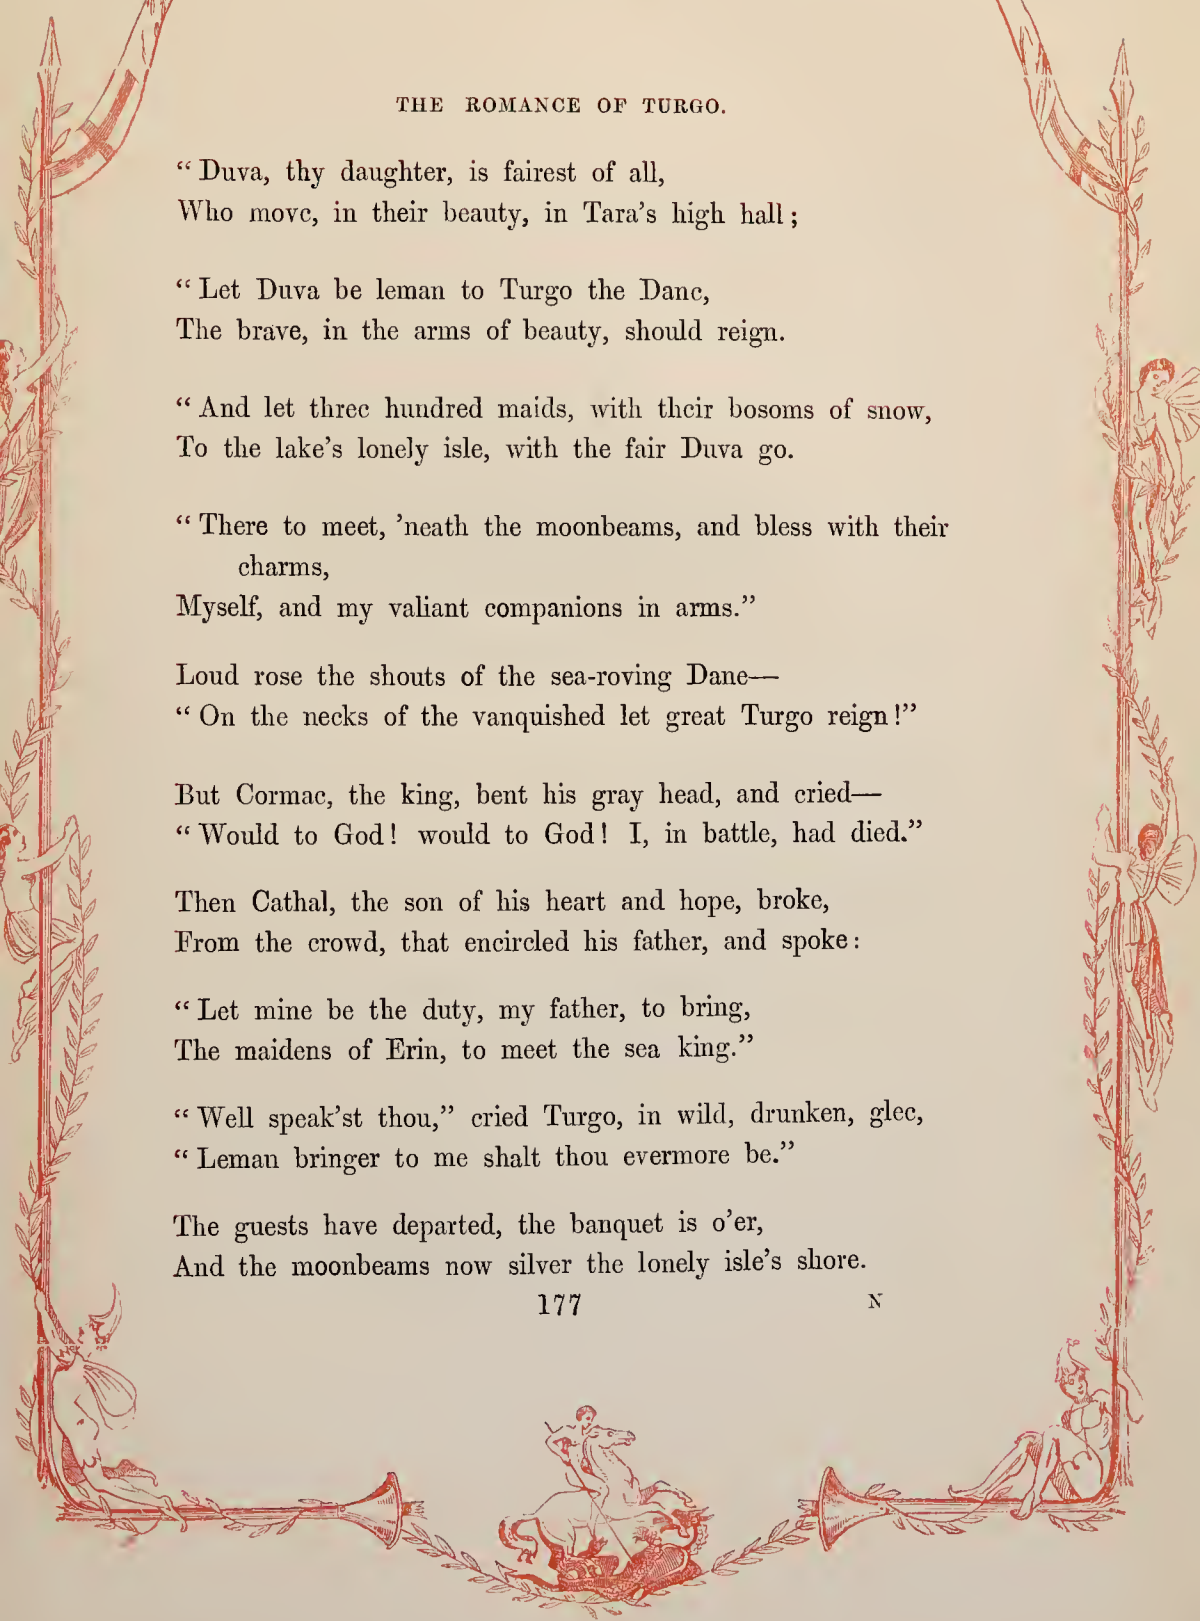 THE ROMANCE OF TURGO.
“Duva, thy daughter, is fairest of all,
Who move, in their beauty, in Tara’s high hall;
“Let Duva be leman to Turgo the Dane,
The brave, in the arms of beauty, should reign.
“And let three hundred maids, with their bosoms of snow,
To the lake’s lonely isle, with the fair Duva go.
“There to meet, ’neath the moonbeams, and bless with their
charms,
Myself, and my valiant companions in arms.”
Loud rose the shouts of the sea-roving Dane—
“On the necks of the vanquished let great Turgo reign!”
But Cormac, the king, bent his gray head, and cried—
“Would to God! would to God! I, in battle, had died.”
Then Cathal, the son of his heart and hope, broke,
From the crowd, that encircled his father, and spoke:
“Let mine be the duty, my father, to bring,
The maidens of Erin, to meet the sea king.”
“Well speak’st thou,” cried Turgo, in wild, drunken, glee,
“Leman bringer to me shalt thou evermore be.”
The guests have departed, the banquet is o’er,
And the moonbeams now silver the lonely isle’s shore.
177 N